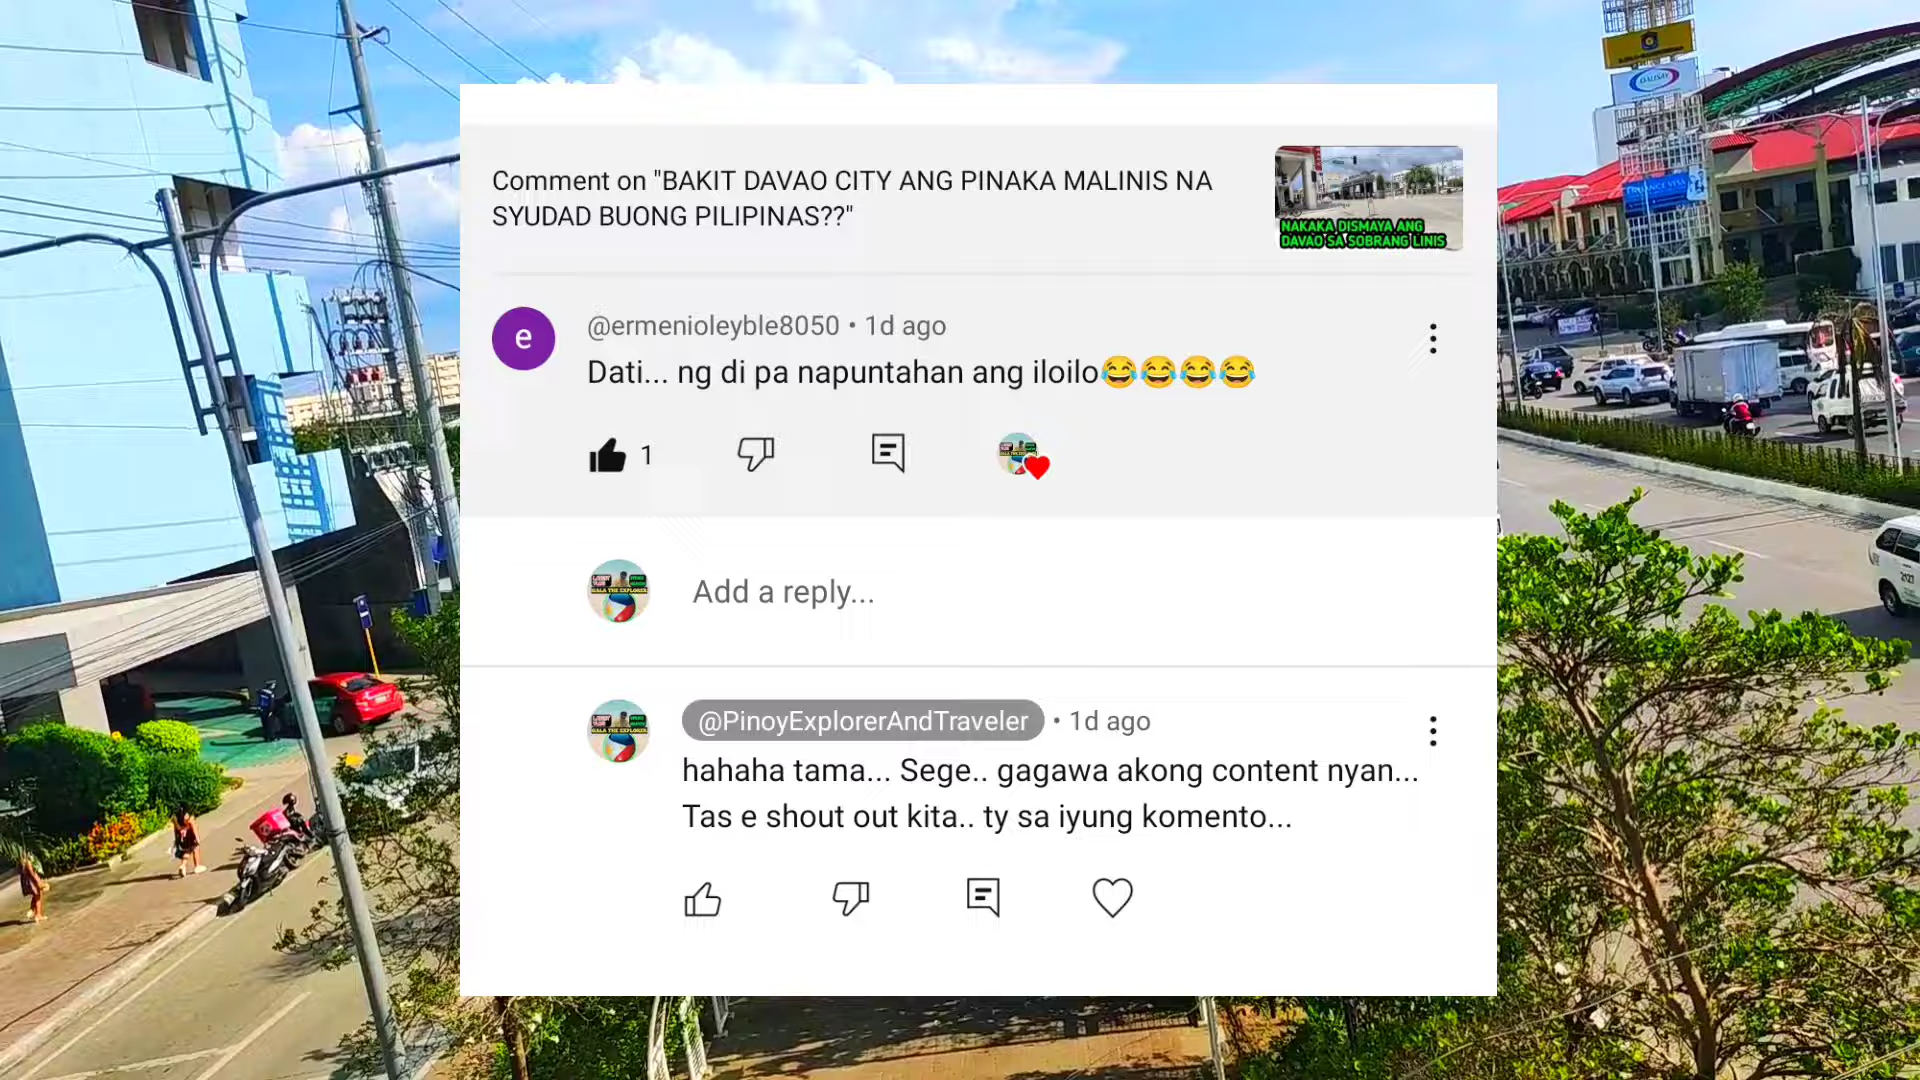 Comment on "BAKIT DAVAO CITY ANG PINAKA MALINIS NA
SYUDAD BUONG PILIPINAS??"
NAKAKA DISMAYA ANG
DAVAO SA SOBRANG LINIS
e
@ermenioleyble8050 • 1d ago
Dati... ng di pa napuntahan ang iloilo😂😂😂😂
1
Add a reply...
@PinoyExplorerAndTraveler • 1d ago
hahaha tama... Sege.. gagawa akong content nyan...
Tas e shout out kita.. ty sa iyung komento...